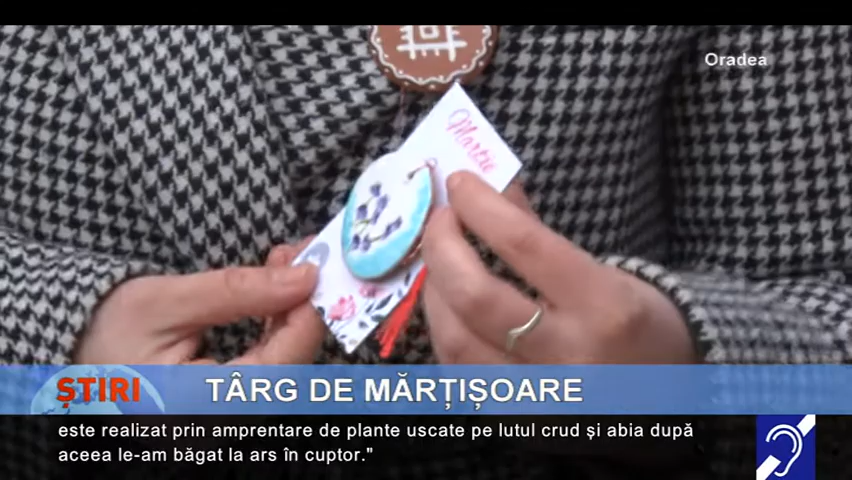 Oradea
Martie
ȘTIRI
TÂRG DE MĂRȚIȘOARE
este realizat prin amprentare de plante uscate pe lutul crud și abia după
aceea le-am băgat la ars în cuptor."